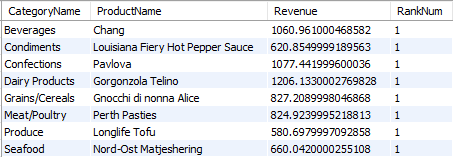 CategoryName ProductName Revenue RankNum
Beverages Chang 1060.961000468582 1
Condiments Louisiana Fiery Hot Pepper Sauce 620.8549999189563 1
Confections Pavlova 1077.441999600036 1
Dairy Products Gorgonzola Telino 1206.1330002769828 1
Grains/Cereals Gnocchi di nonna Alice 827.2089998046868 1
Meat/Poultry Perth Pasties 824.9239995218813 1
Produce Longlife Tofu 580.6979997092858 1
Seafood Nord-Ost Matjeshering 660.0420000255108 1